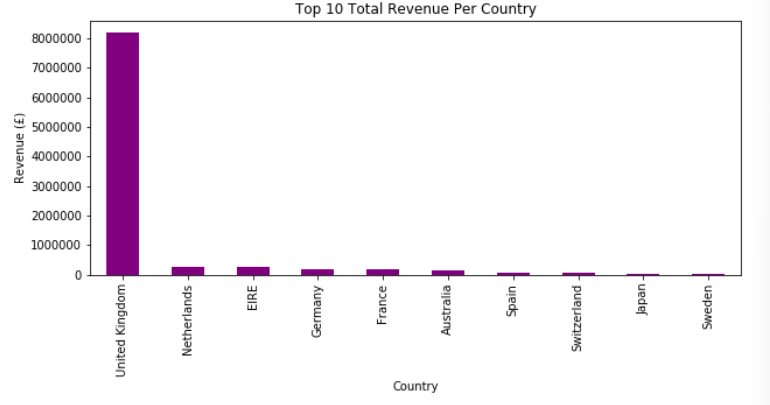 Top 10 Total Revenue Per Country
Revenue (£)
8000000
7000000
6000000
5000000
4000000
3000000
2000000
1000000
0
United Kingdom
Netherlands
EIRE
Germany
France
Australia
Spain
Switzerland
Japan
Sweden
Country